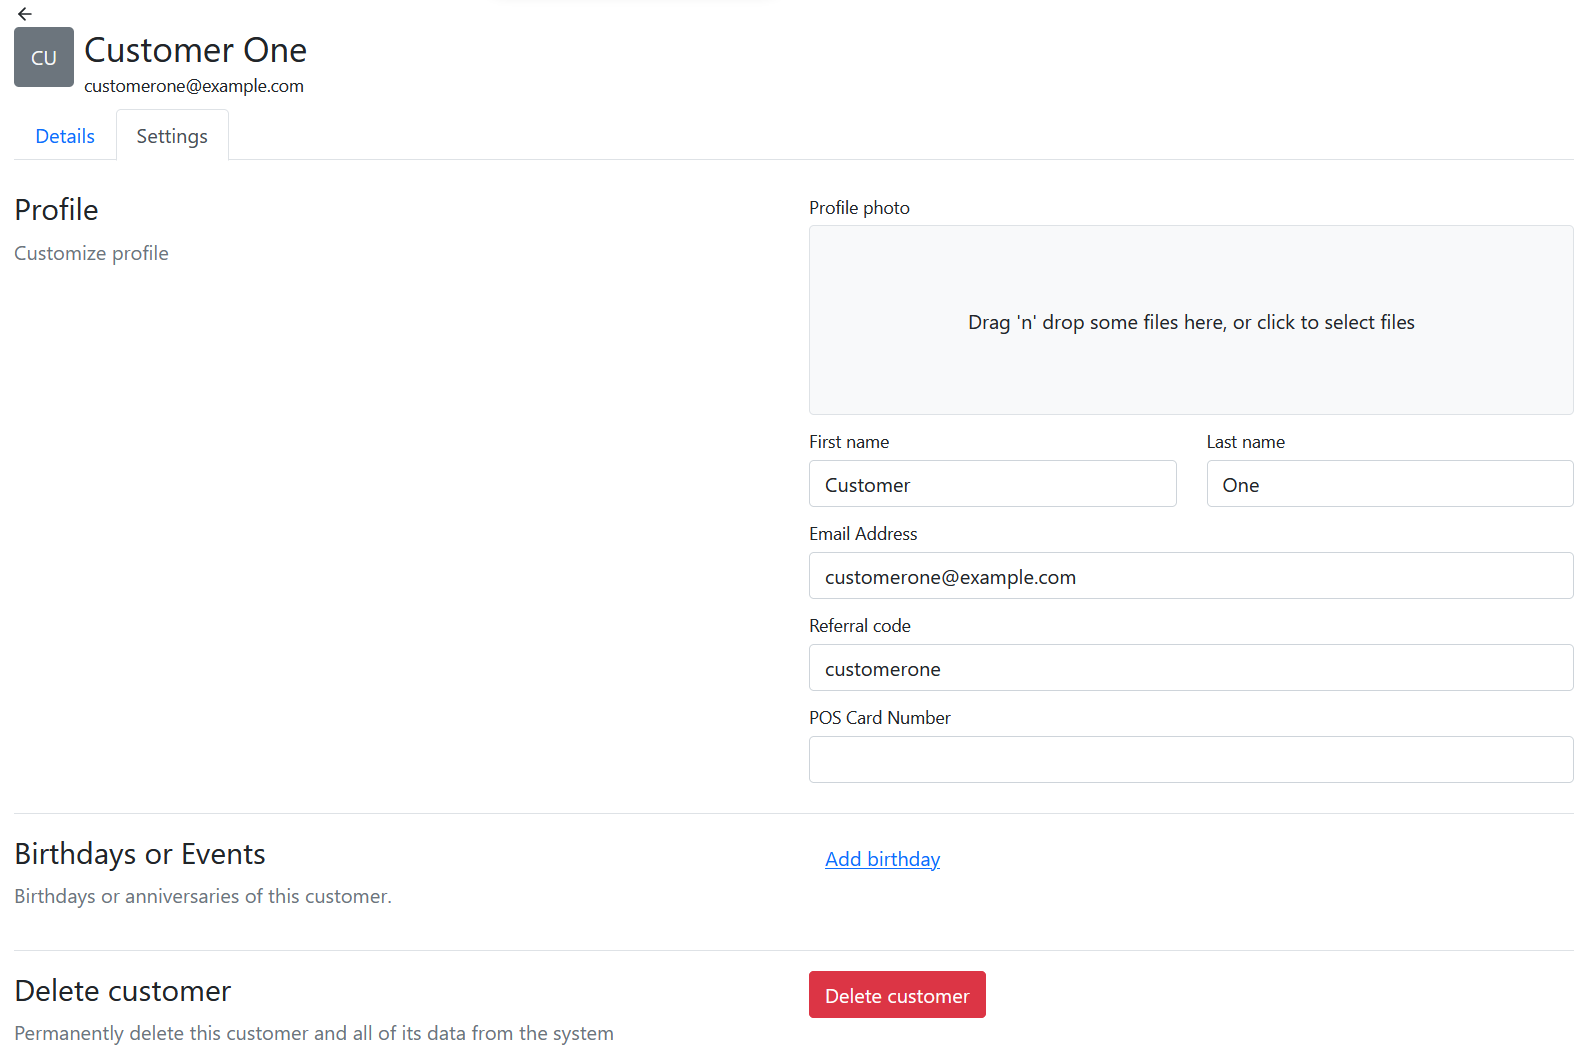 CU
Customer One
customerone@example.com
Details
Settings
Profile
Customize profile
Profile photo
Drag 'n' drop some files here, or click to select files
First name
Last name
Customer
One
Email Address
customerone@example.com
Referral code
customerone
POS Card Number
Birthdays or Events
Birthdays or anniversaries of this customer.
Add birthday
Delete customer
Permanently delete this customer and all of its data from the system
Delete customer